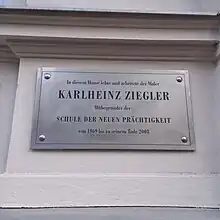 In diesem Hause lebte und arbeitete der Maler
KARLHEINZ ZIEGLER
Mitbegründer der
SCHULE DER NEUEN PRÄCHTIGKEIT
von 1969 bis zu seinem Tode 2008